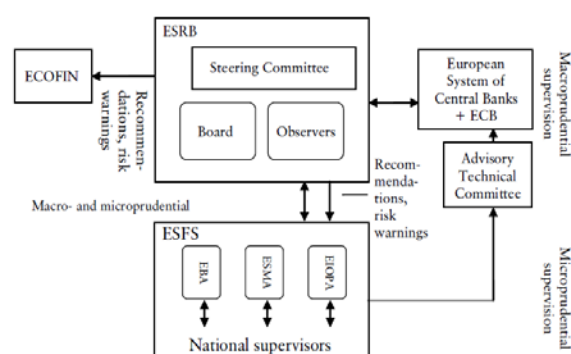 ESRB
Steering Committee
ECOFIN
Recommen-
dations, risk
warnings
Board
Observers
European
System of
Central Banks
+ ECB
Macroprudential
supervision
Advisory
Technical
Committee
Macro- and microprudential
Recom-
menda-
tions,
risk
warnings
ESFS
EBA
ESMA
EIOPA
National supervisors
Microprudential
supervision